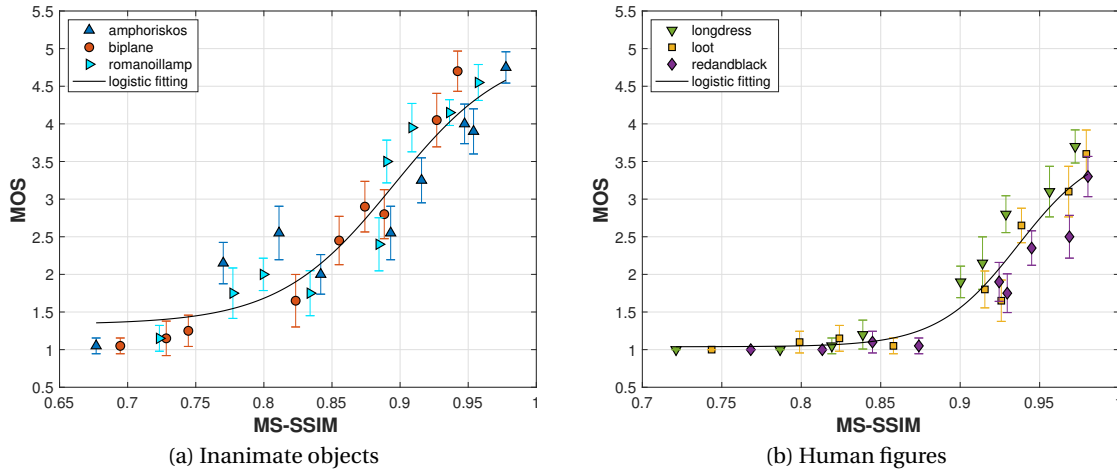 5.5
5
4.5
4
3.5
3
2.5
2
1.5
1
0.5
MOS
amphoriskos
biplane
romanoillamp
logistic fitting
0.65 0.7 0.75 0.8 0.85 0.9 0.95 1
MS-SSIM
(a) Inanimate objects
5.5
5
4.5
4
3.5
3
2.5
2
1.5
1
0.5
MOS
longdress
loot
redandblack
logistic fitting
0.7 0.75 0.8 0.85 0.9 0.95 1
MS-SSIM
(b) Human figures